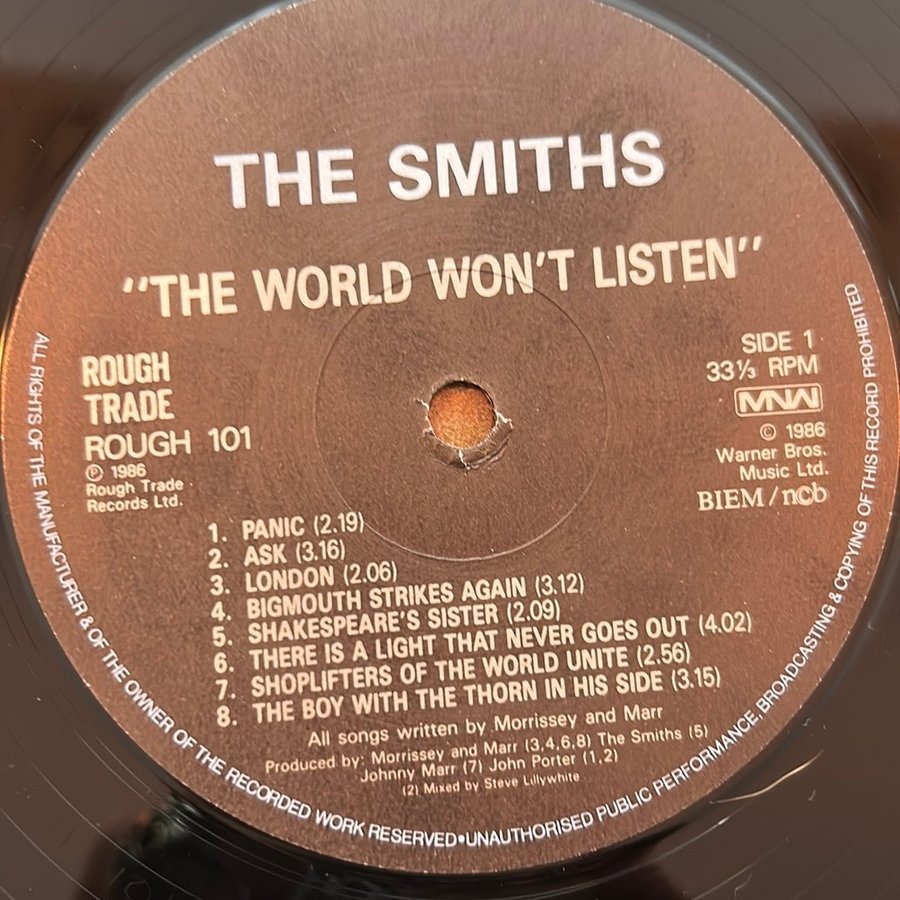 THE SMITHS
"THE WORLD WON'T LISTEN"
ROUGH
TRADE
ROUGH 101
Ⓟ 1986
Rough Trade
Records Ltd.
SIDE 1
33⅓ RPM
MNW
© 1986
Warner Bros.
Music Ltd.
BIEM / n©b
1. PANIC (2.19)
2. ASK (3.16)
3. LONDON (2.06)
4. BIGMOUTH STRIKES AGAIN (3.12)
5. SHAKESPEARE'S SISTER (2.09)
6. THERE IS A LIGHT THAT NEVER GOES OUT (4.02)
7. SHOPLIFTERS OF THE WORLD UNITE (2.56)
8. THE BOY WITH THE THORN IN HIS SIDE (3.15)
All songs written by Morrissey and Marr
Produced by: Morrissey and Marr (3,4,6,8) The Smiths (5)
Johnny Marr (7) John Porter (1,2)
(2) Mixed by Steve Lillywhite
ALL RIGHTS OF THE MANUFACTURER & OF THE OWNER OF THE RECORDED WORK RESERVED•UNAUTHORISED PUBLIC PERFORMANCE, BROADCASTING & COPYING OF THIS RECORD PROHIBITED